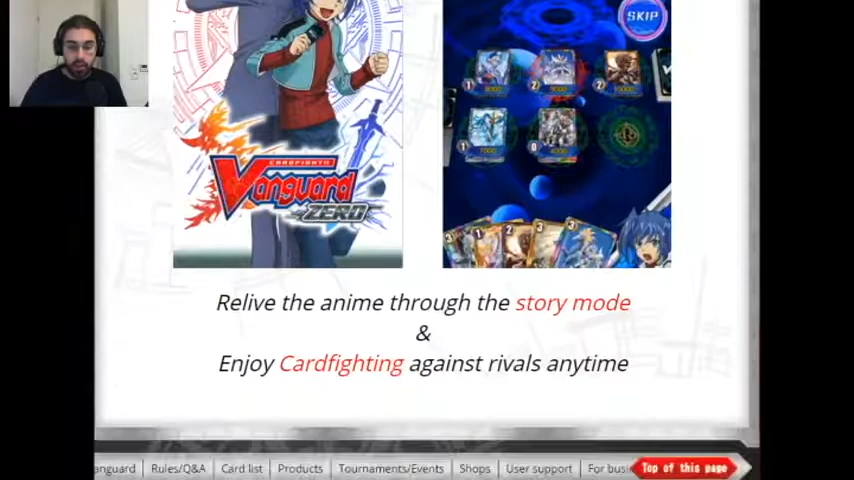 SKIP
CARDFIGHT!!
Vanguard
ZERO
Relive the anime through the story mode
&
Enjoy Cardfighting against rivals anytime
anguard | Rules/Q&A | Card list | Products | Tournaments/Events | Shops | User support | For busi
Top of this page